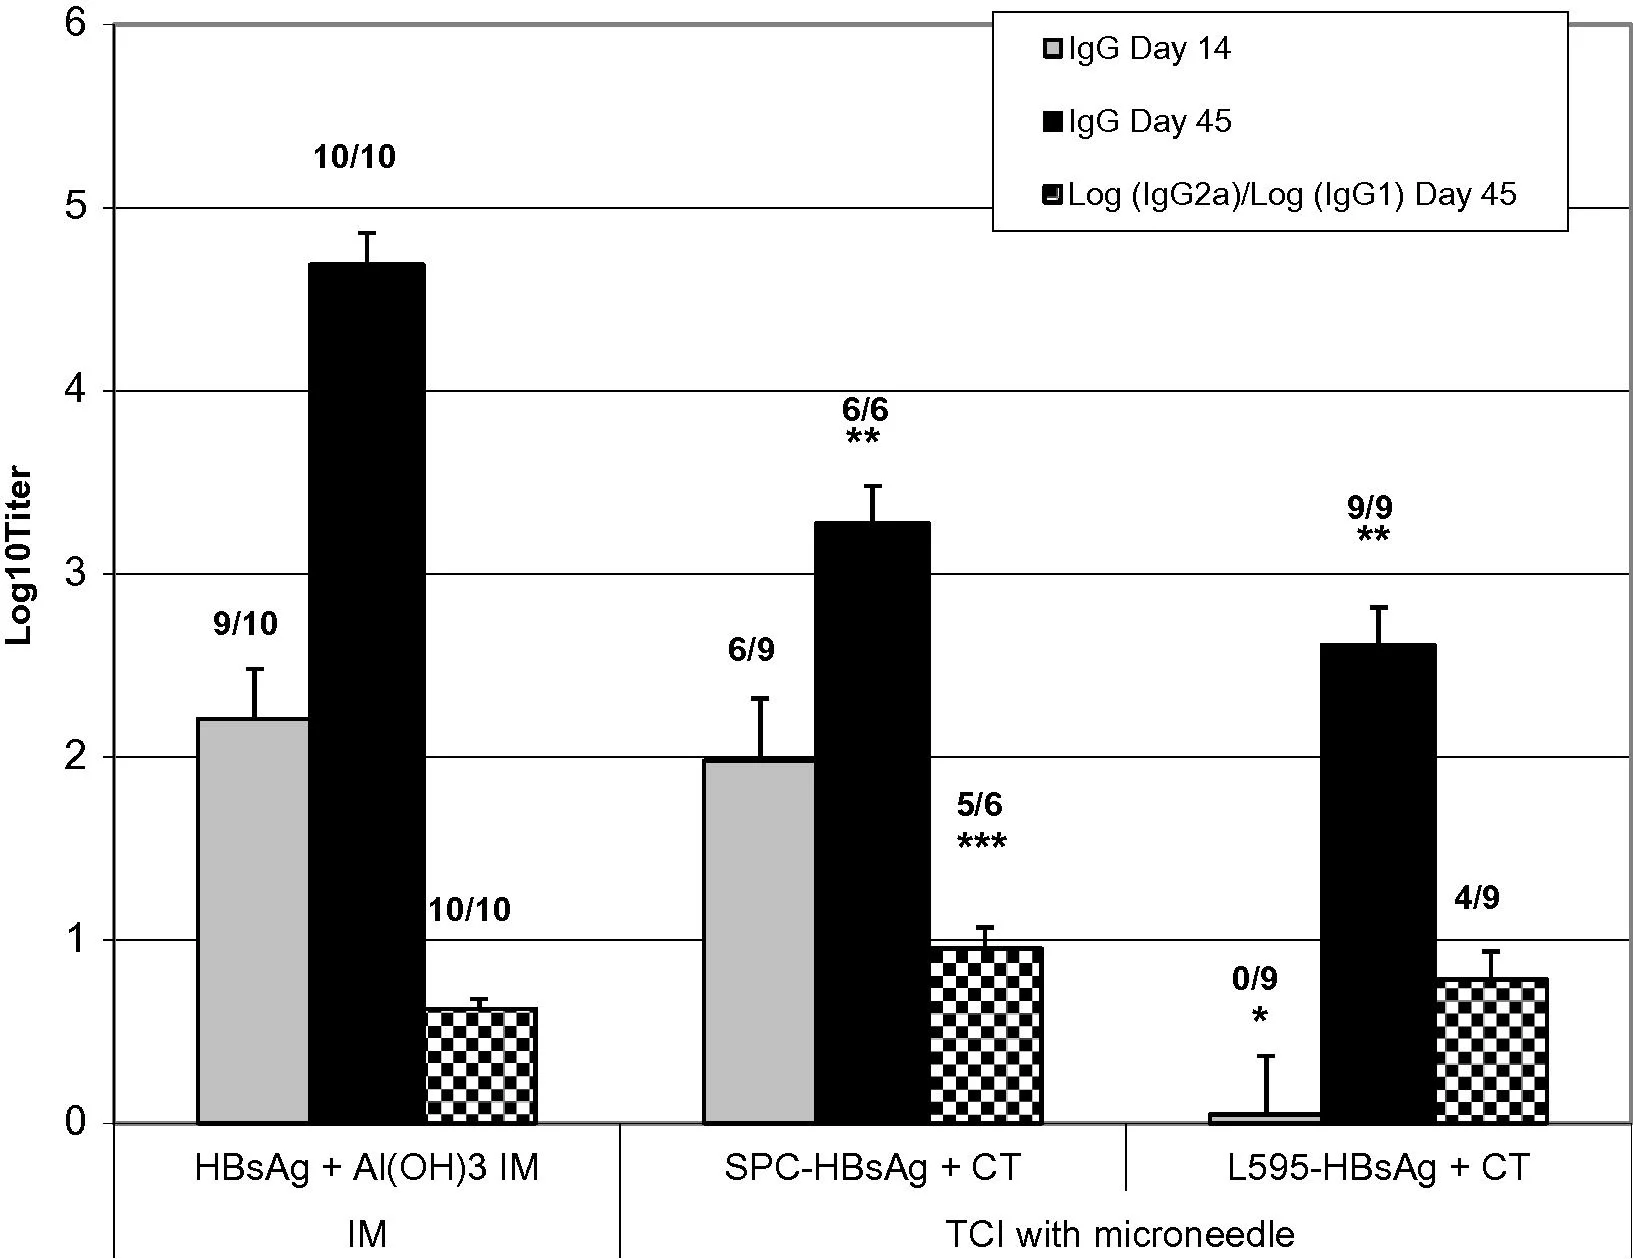 6
IgG Day 14
IgG Day 45
Log (IgG2a)/Log (IgG1) Day 45
10/10
5
4
6/6
**
9/9
**
Log10Titer
3
9/10
6/9
2
5/6
***
10/10
4/9
1
0/9
*
0
HBsAg + Al(OH)3 IM
SPC-HBsAg + CT
L595-HBsAg + CT
IM
TCI with microneedle